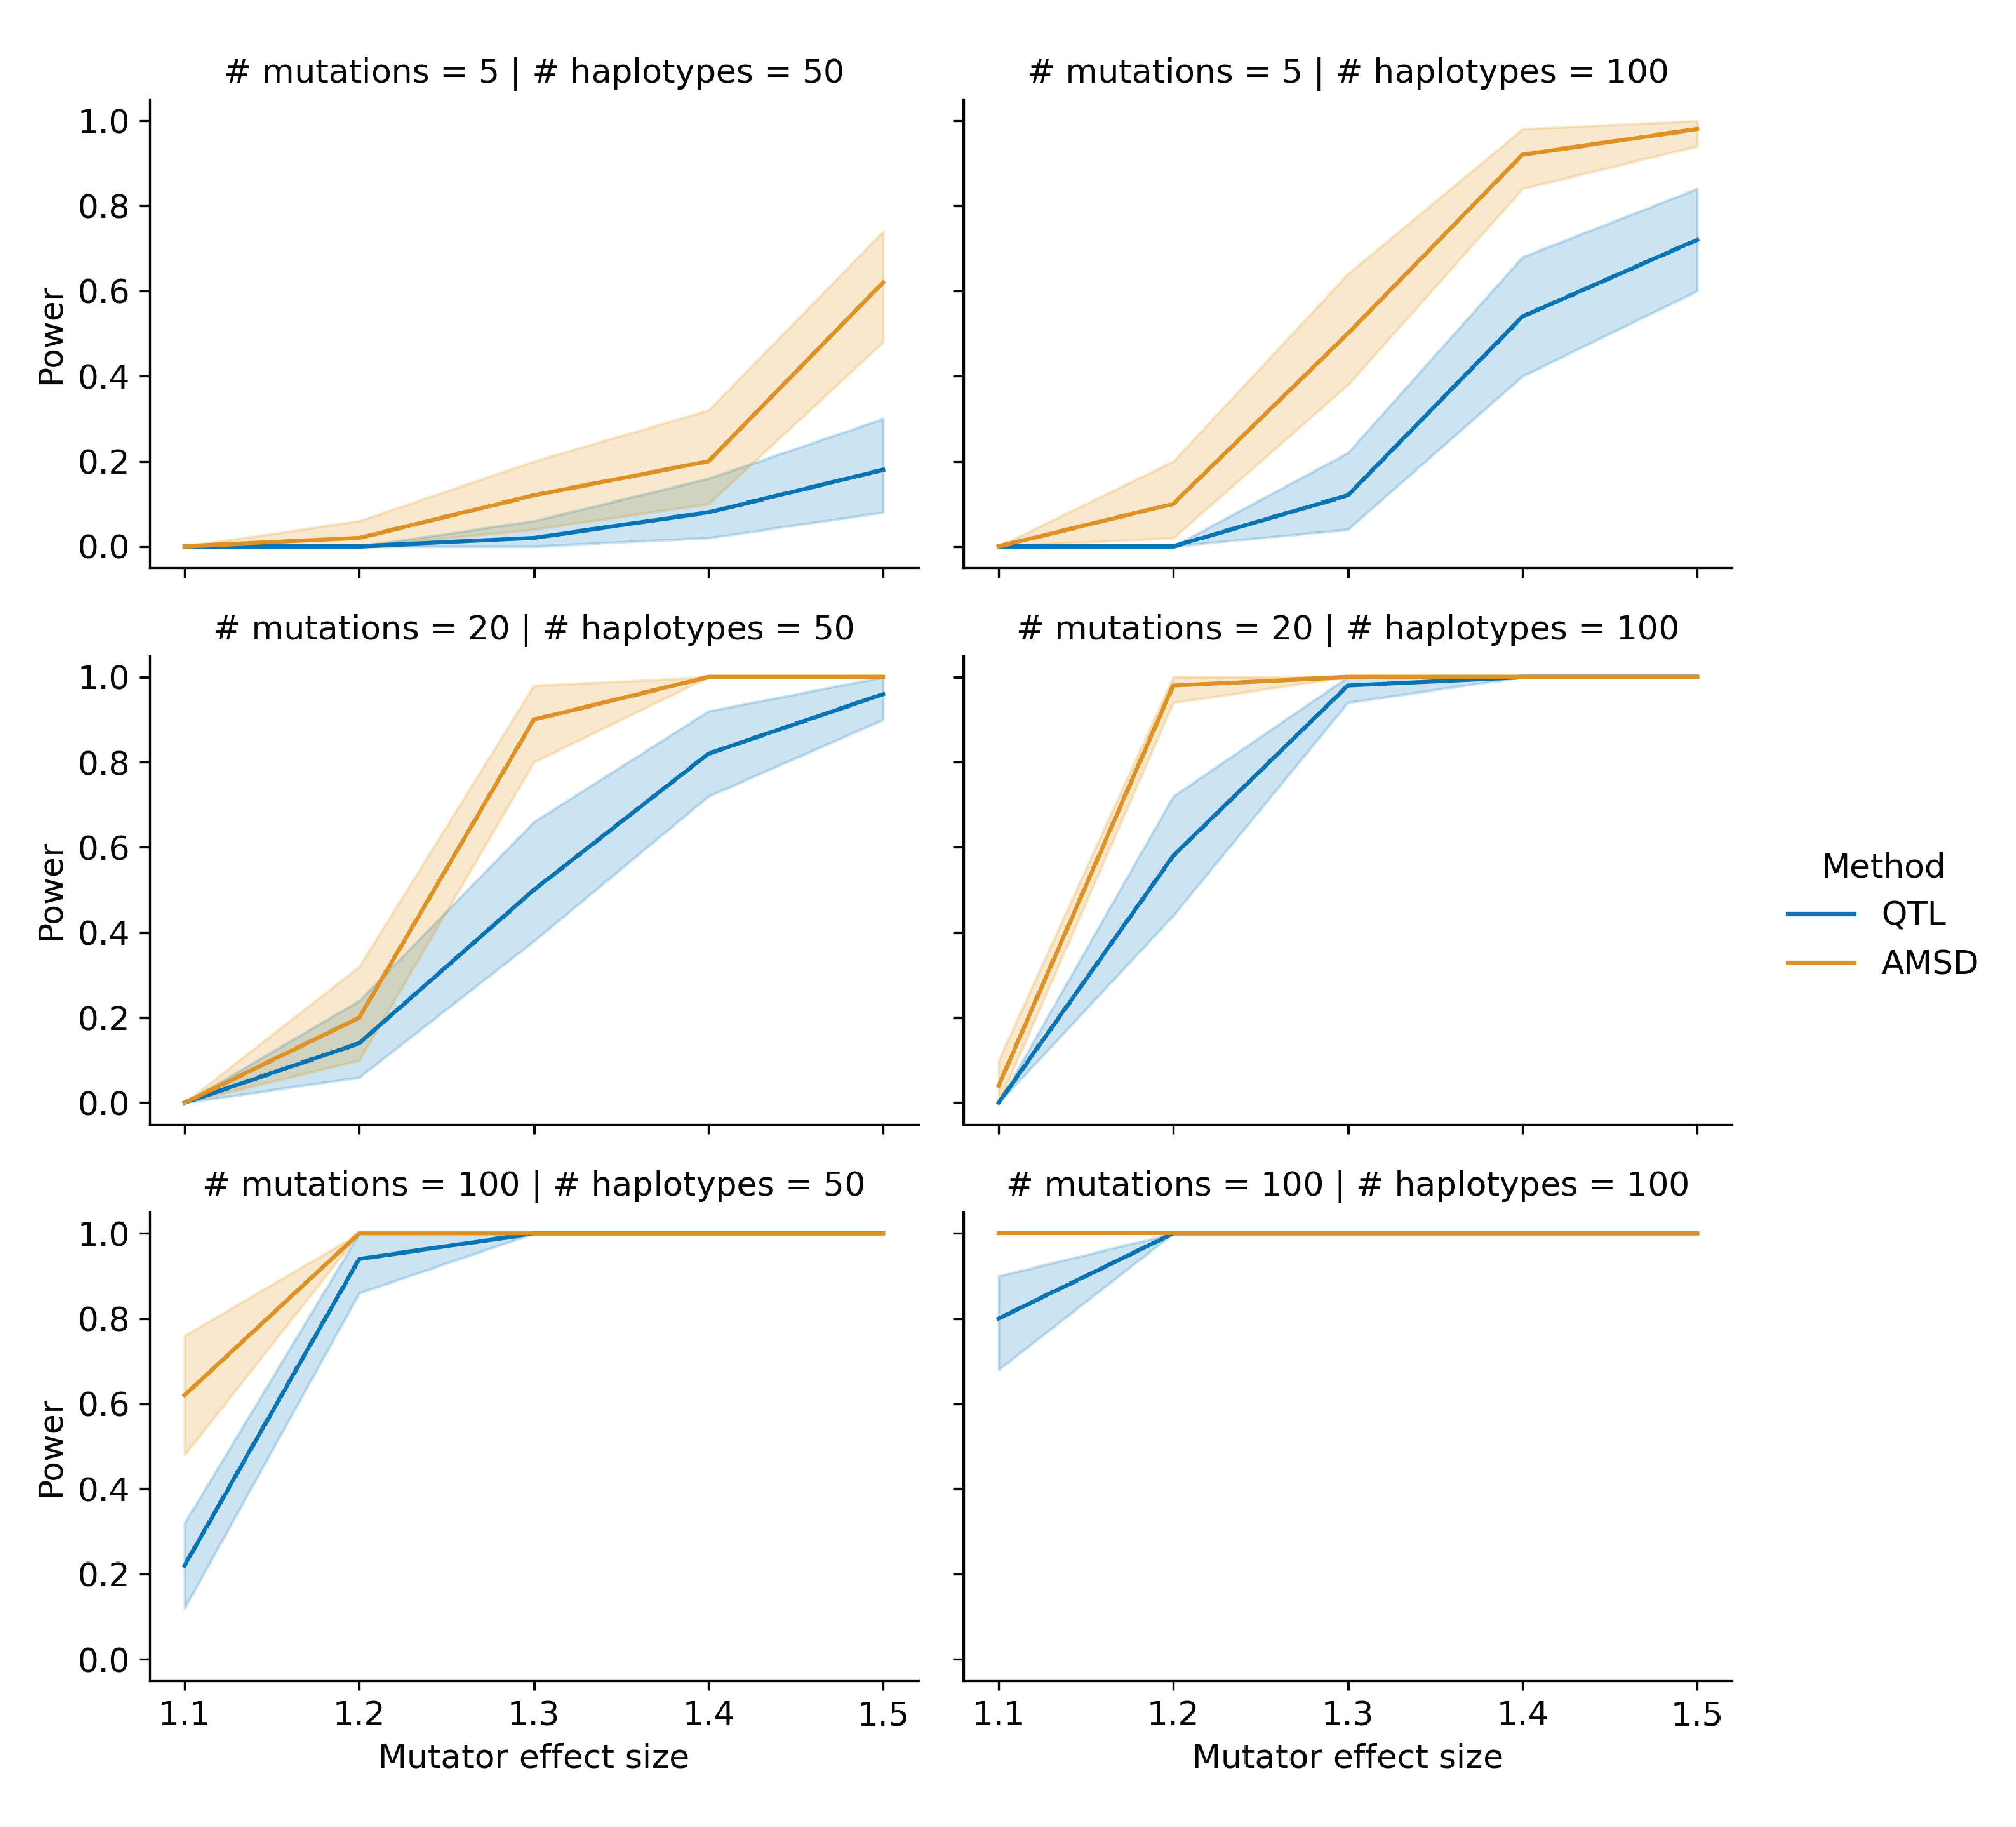 # mutations = 5 | # haplotypes = 50
# mutations = 5 | # haplotypes = 100
1.0
0.8
0.6
0.4
0.2
0.0
Power
# mutations = 20 | # haplotypes = 50
# mutations = 20 | # haplotypes = 100
1.0
0.8
0.6
0.4
0.2
0.0
Power
Method
QTL
AMSD
# mutations = 100 | # haplotypes = 50
# mutations = 100 | # haplotypes = 100
1.0
0.8
0.6
0.4
0.2
0.0
Power
1.1 1.2 1.3 1.4 1.5
Mutator effect size
1.1 1.2 1.3 1.4 1.5
Mutator effect size